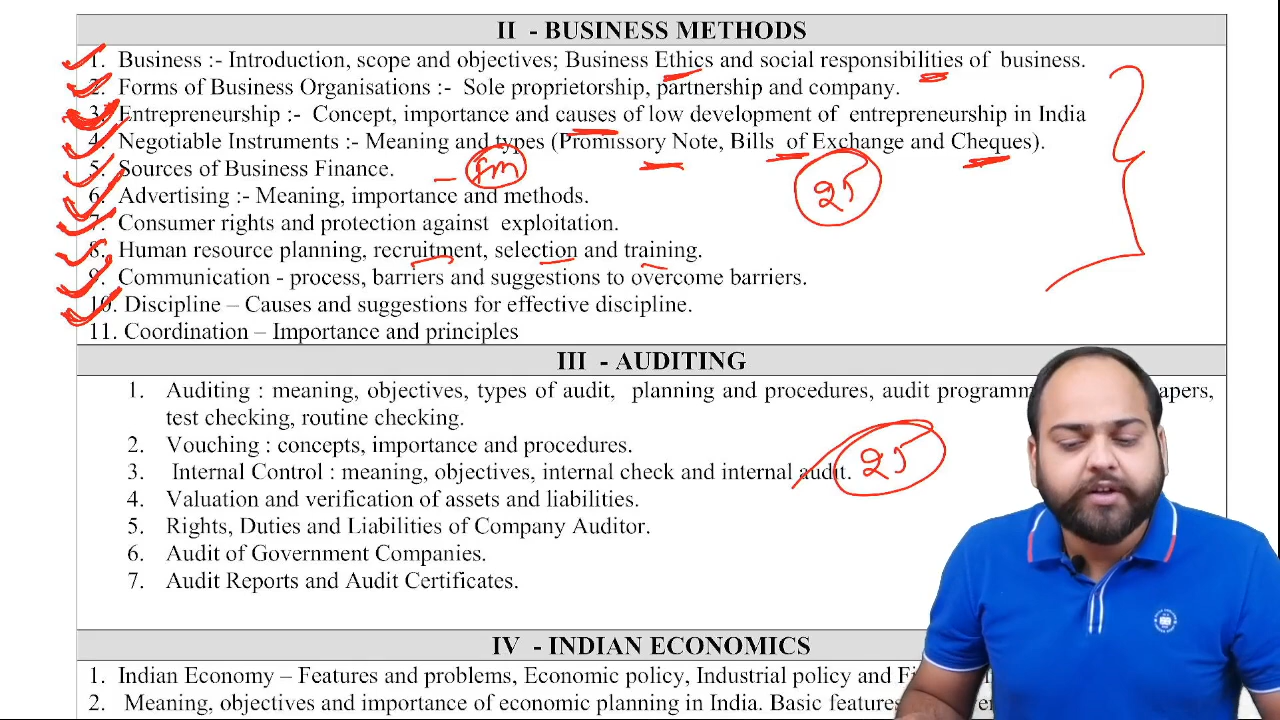 II - BUSINESS METHODS
1. Business :- Introduction, scope and objectives; Business Ethics and social responsibilities of business.
2. Forms of Business Organisations :- Sole proprietorship, partnership and company.
3. Entrepreneurship :- Concept, importance and causes of low development of entrepreneurship in India
4. Negotiable Instruments :- Meaning and types (Promissory Note, Bills of Exchange and Cheques).
5. Sources of Business Finance. - fm
25
6. Advertising :- Meaning, importance and methods.
7. Consumer rights and protection against exploitation.
8. Human resource planning, recruitment, selection and training.
9. Communication - process, barriers and suggestions to overcome barriers.
10. Discipline – Causes and suggestions for effective discipline.
11. Coordination – Importance and principles
III - AUDITING
1. Auditing : meaning, objectives, types of audit, planning and procedures, audit
test checking, routine checking.
2. Vouching : concepts, importance and procedures.
3. Internal Control : meaning, objectives, internal check and internal audit. 25
4. Valuation and verification of assets and liabilities.
5. Rights, Duties and Liabilities of Company Auditor.
6. Audit of Government Companies.
7. Audit Reports and Audit Certificates.
IV - INDIAN ECONOMICS
1. Indian Economy – Features and problems, Economic policy, Industrial policy and
2. Meaning, objectives and importance of economic planning in India. Basic features